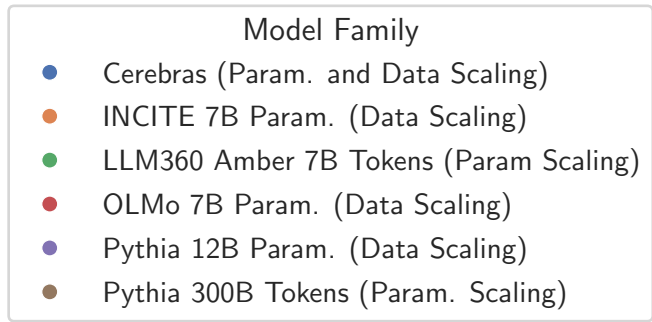 Model Family
Cerebras (Param. and Data Scaling)
INCITE 7B Param. (Data Scaling)
LLM360 Amber 7B Tokens (Param Scaling)
OLMo 7B Param. (Data Scaling)
Pythia 12B Param. (Data Scaling)
Pythia 300B Tokens (Param. Scaling)